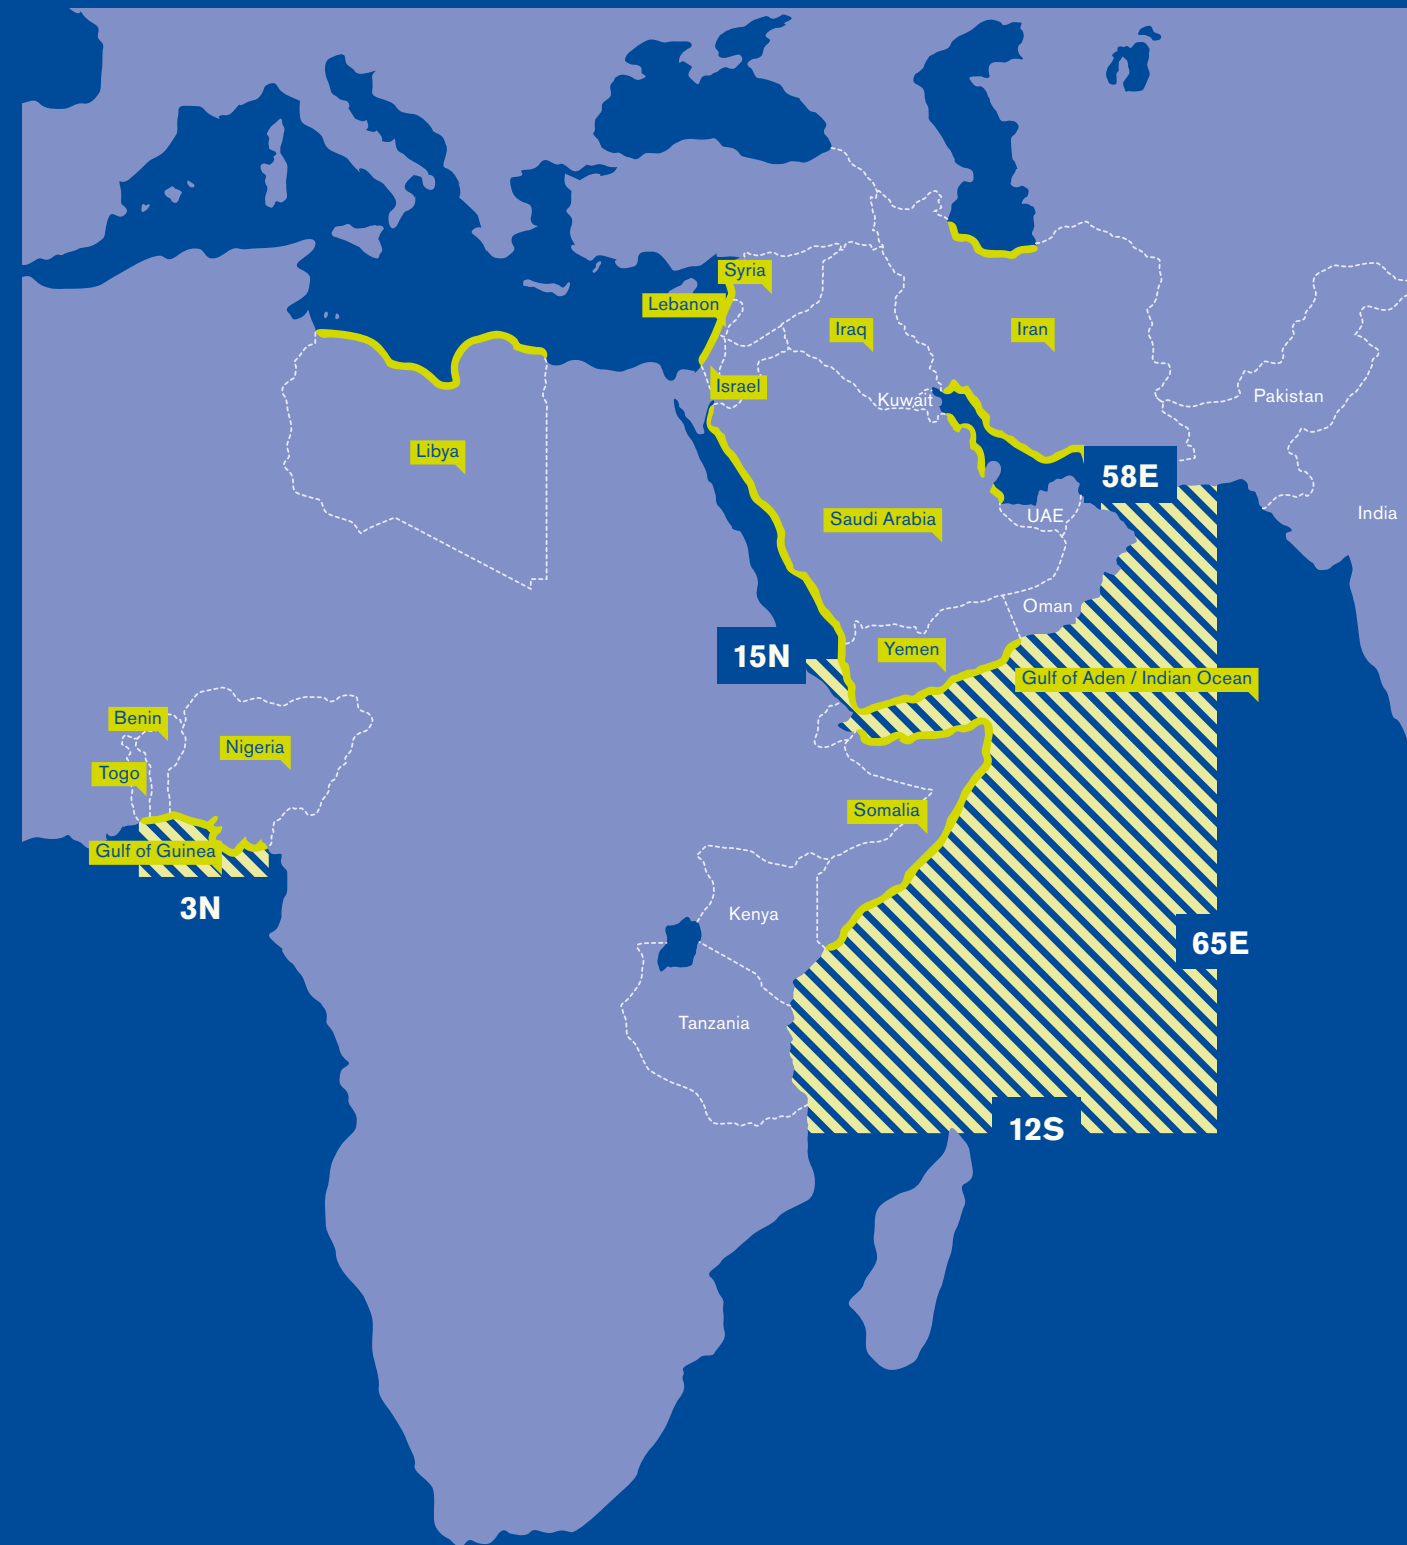 Syria
Lebanon
Iraq
Iran
Israel
Kuwait
Pakistan
Libya
58E
Saudi Arabia
UAE
India
Oman
15N
Yemen
Gulf of Aden / Indian Ocean
Benin
Nigeria
Togo
Somalia
Gulf of Guinea
3N
Kenya
65E
Tanzania
12S